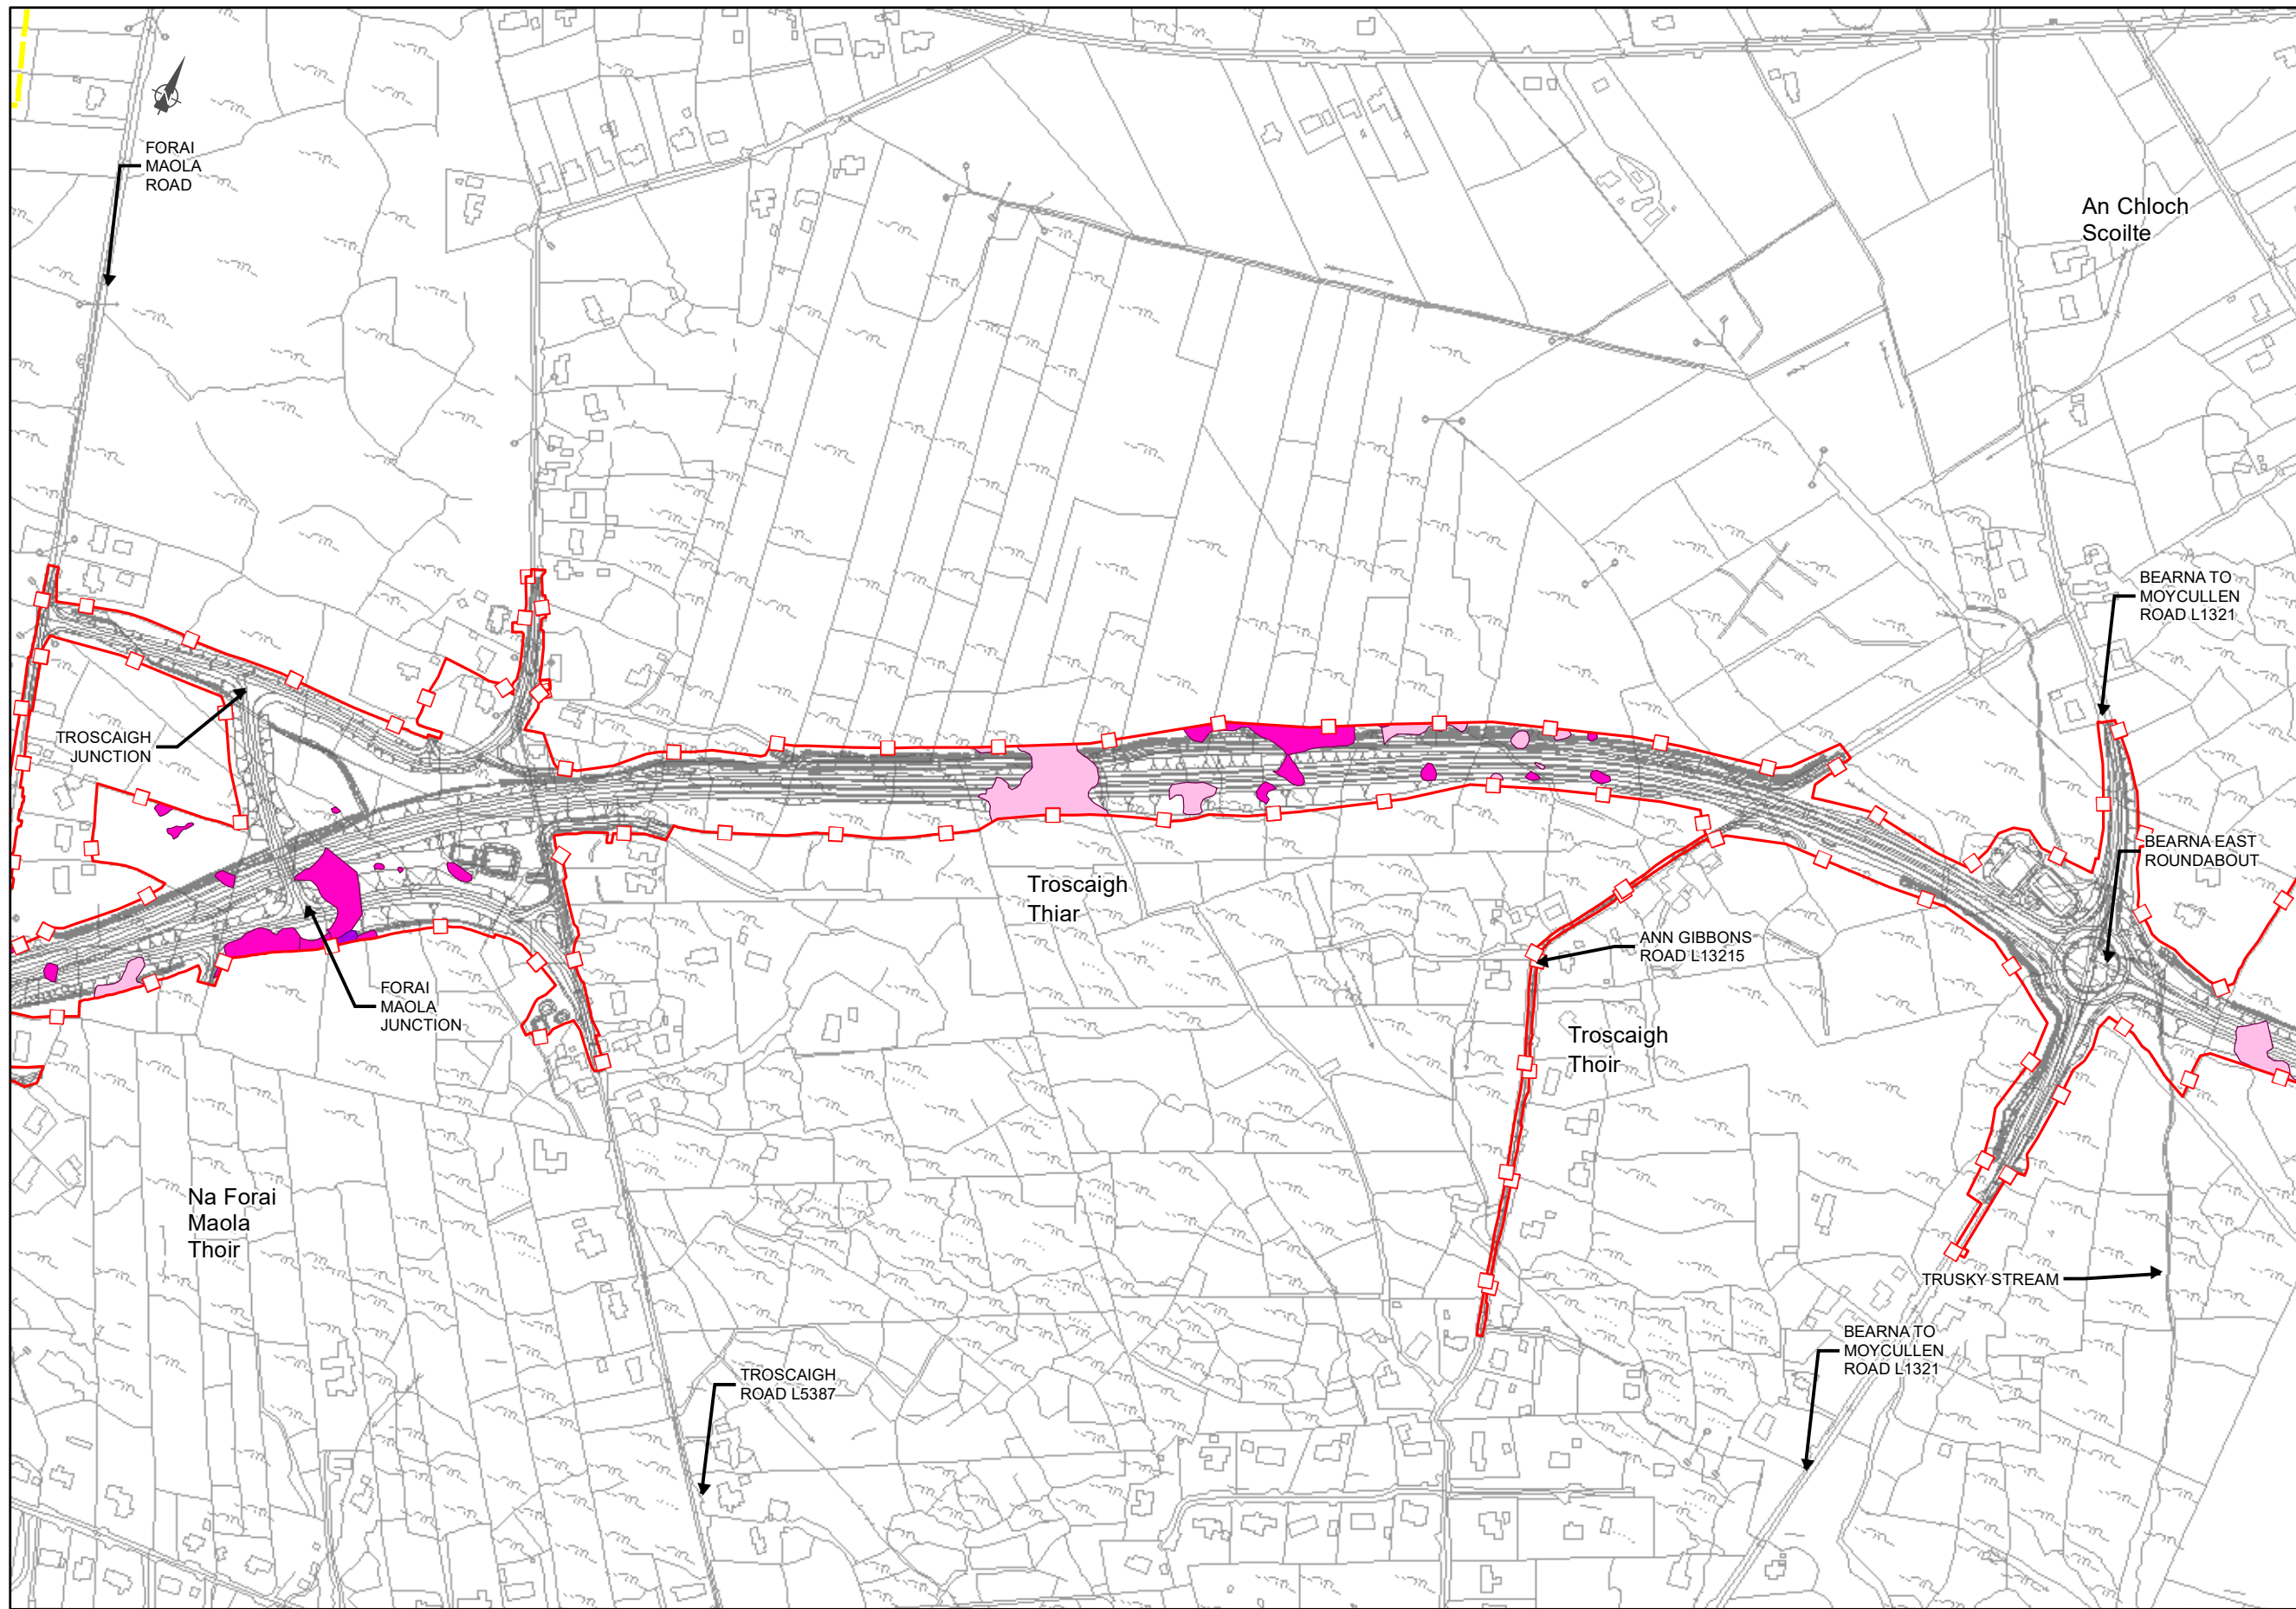 FORAI
MAOLA
ROAD
An Chloch
Scoilte
BEARNA TO
MOYCULLEN
ROAD L1321
TROSCAIGH
JUNCTION
BEARNA EAST
ROUNDABOUT
Troscaigh
Thiar
ANN GIBBONS
ROAD L13215
FORAI
MAOLA
JUNCTION
Troscaigh
Thoir
Na Forai
Maola
Thoir
TRUSKY STREAM
BEARNA TO
MOYCULLEN
ROAD L1321
TROSCAIGH
ROAD L5387